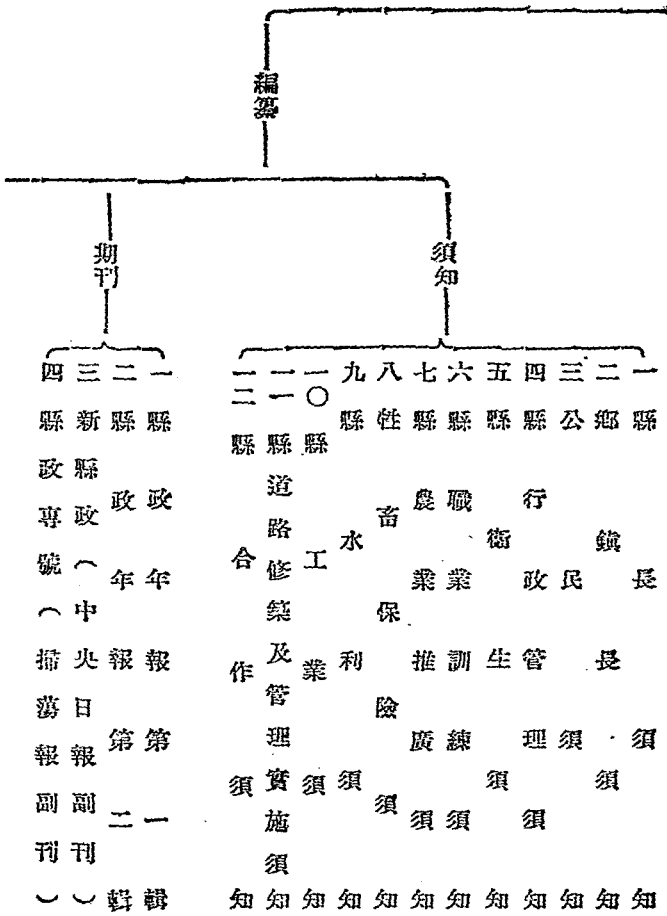 編纂
須知
一縣長須知
二鄉鎮長須知
三公民須知
四縣行政管理須知
五縣衛生須知
六縣職業訓練須知
七縣農業推廣須知
八牲畜保險須知
九縣水利須知
一〇縣工業須知
一一縣道路修築及管理實施須知
一二縣合作須知
期刊
一縣政年報第一輯
二縣政年報第二輯
三新縣政（中央日報副刊）
四縣政專號（掃蕩報副刊）